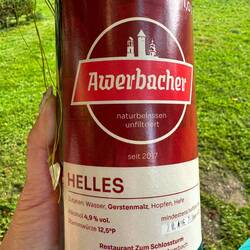 Awerbacher
naturbelassen
unfiltriert
seit 2017
HELLES
Zutaten: Wasser, Gerstenmalz, Hopfen, Hefe
Alkohol 4,9 % vol.
Stammwürze 12,5°P
mindestens
Restaurant Zum Schlossturm